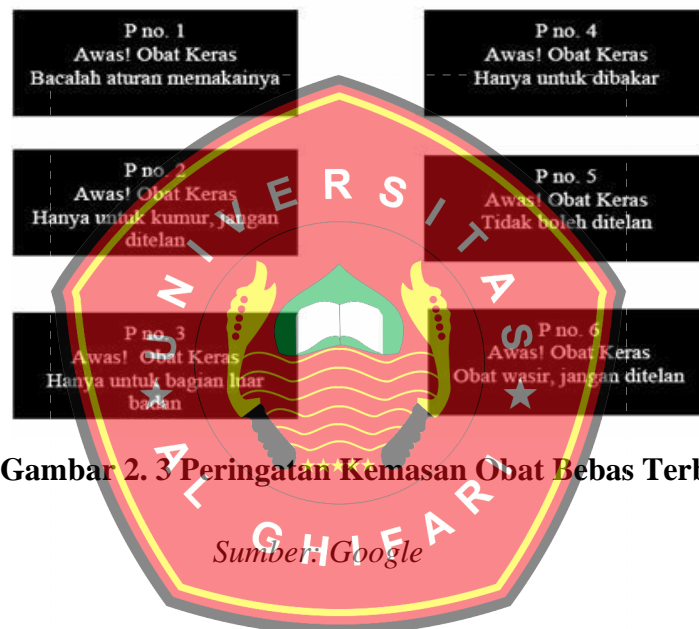 P no. 1
Awas! Obat Keras
Bacalah aturan memakainya
P no. 2
Awas! Obat Keras
Hanya untuk kumur, jangan
ditelan
P no. 3
Awas! Obat Keras
Hanya untuk bagian luar
badan
P no. 4
Awas! Obat Keras
Hanya untuk dibakar
P no. 5
Awas! Obat Keras
Tidak boleh ditelan
P no. 6
Awas! Obat Keras
Obat wasir, jangan ditelan
UNIVERSITAS
AL GHIFARI
Gambar 2. 3 Peringatan Kemasan Obat Bebas Terb
Sumber: Google